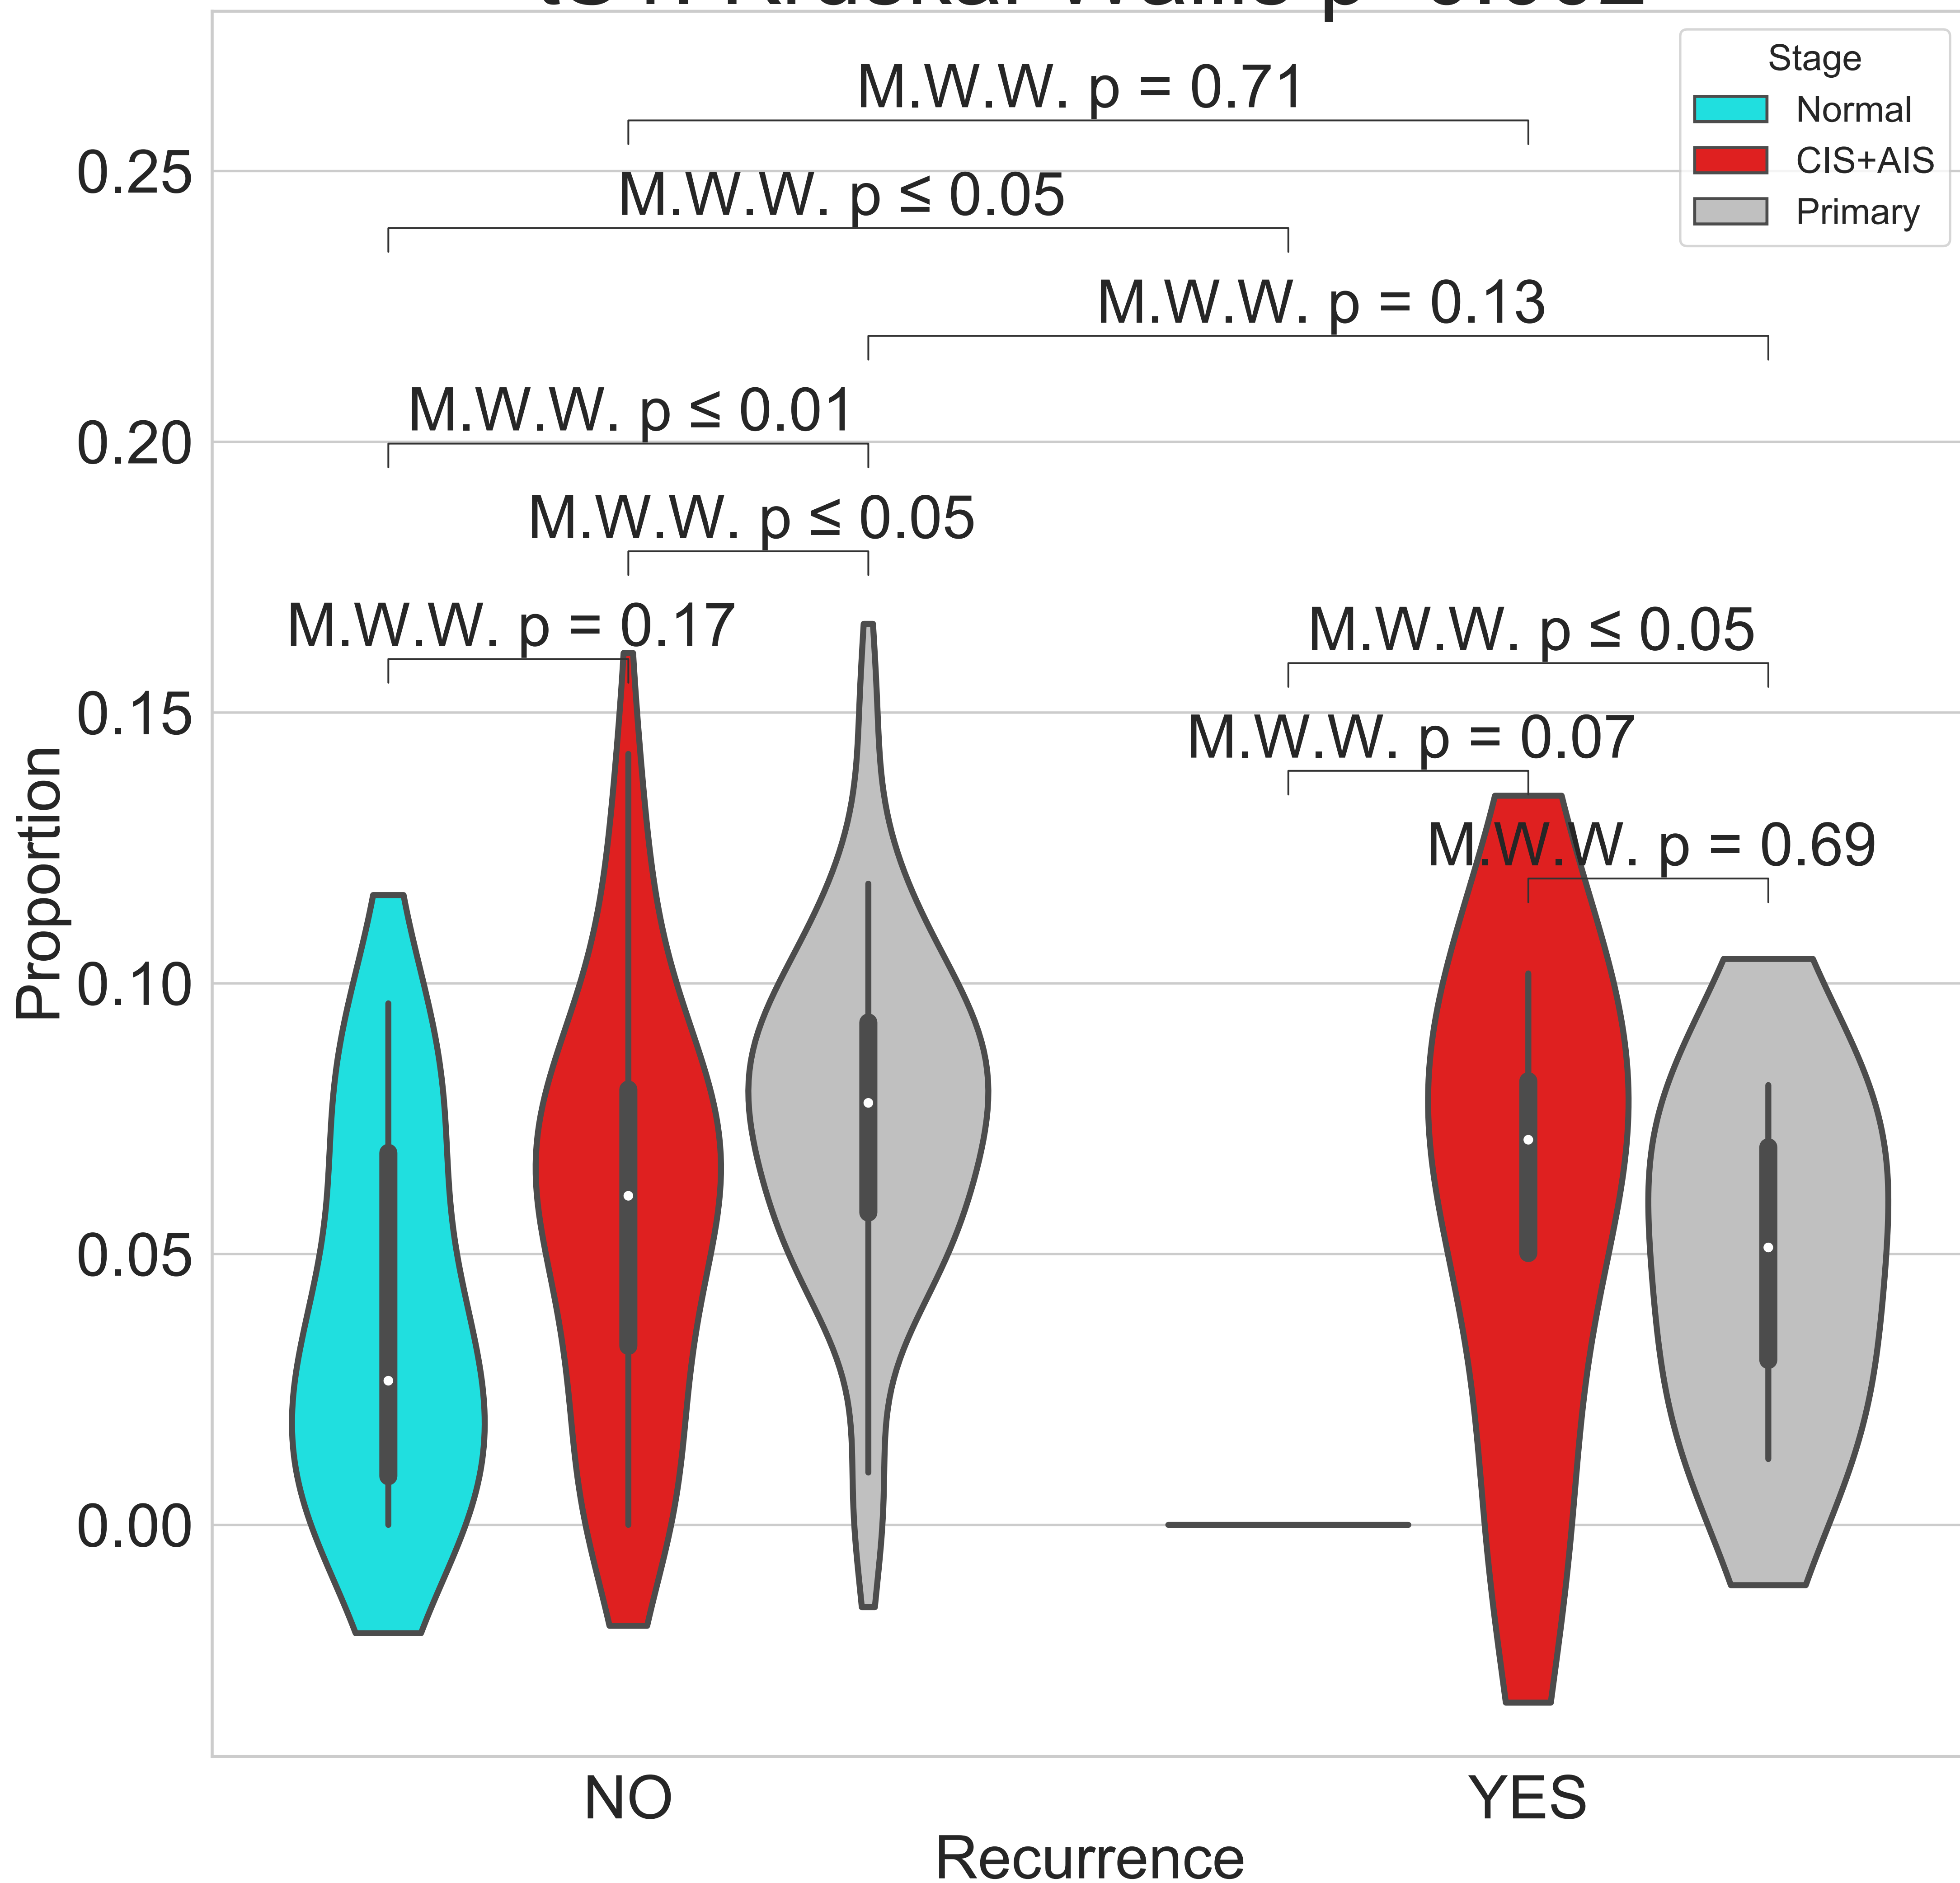 Stage
Normal
CIS+AIS
Primary
M.W.W. p = 0.71
M.W.W. p ≤ 0.05
M.W.W. p = 0.13
M.W.W. p ≤ 0.01
M.W.W. p ≤ 0.05
M.W.W. p = 0.17
M.W.W. p ≤ 0.05
M.W.W. p = 0.07
M.W.W. p = 0.69
0.25
0.20
0.15
0.10
0.05
0.00
Proportion
NO
YES
Recurrence